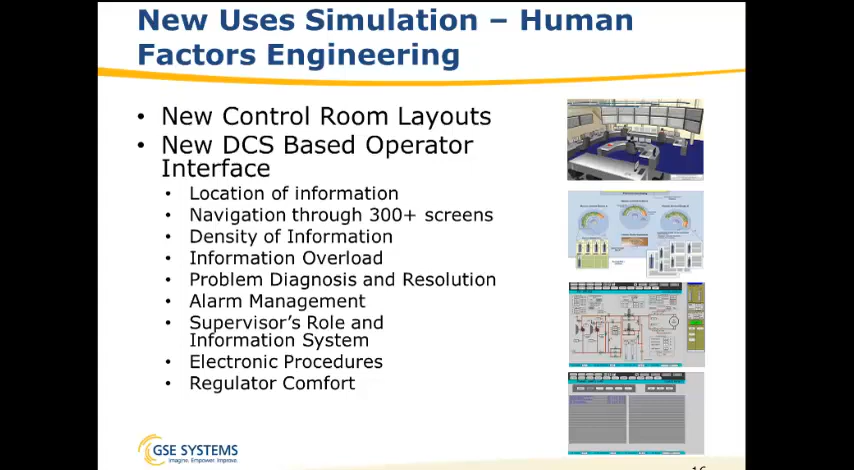 New Uses Simulation – Human
Factors Engineering
• New Control Room Layouts
• New DCS Based Operator
Interface
• Location of information
• Navigation through 300+ screens
• Density of Information
• Information Overload
• Problem Diagnosis and Resolution
• Alarm Management
• Supervisor's Role and
Information System
• Electronic Procedures
• Regulator Comfort
GSE SYSTEMS
Imagine. Empower. Improve.